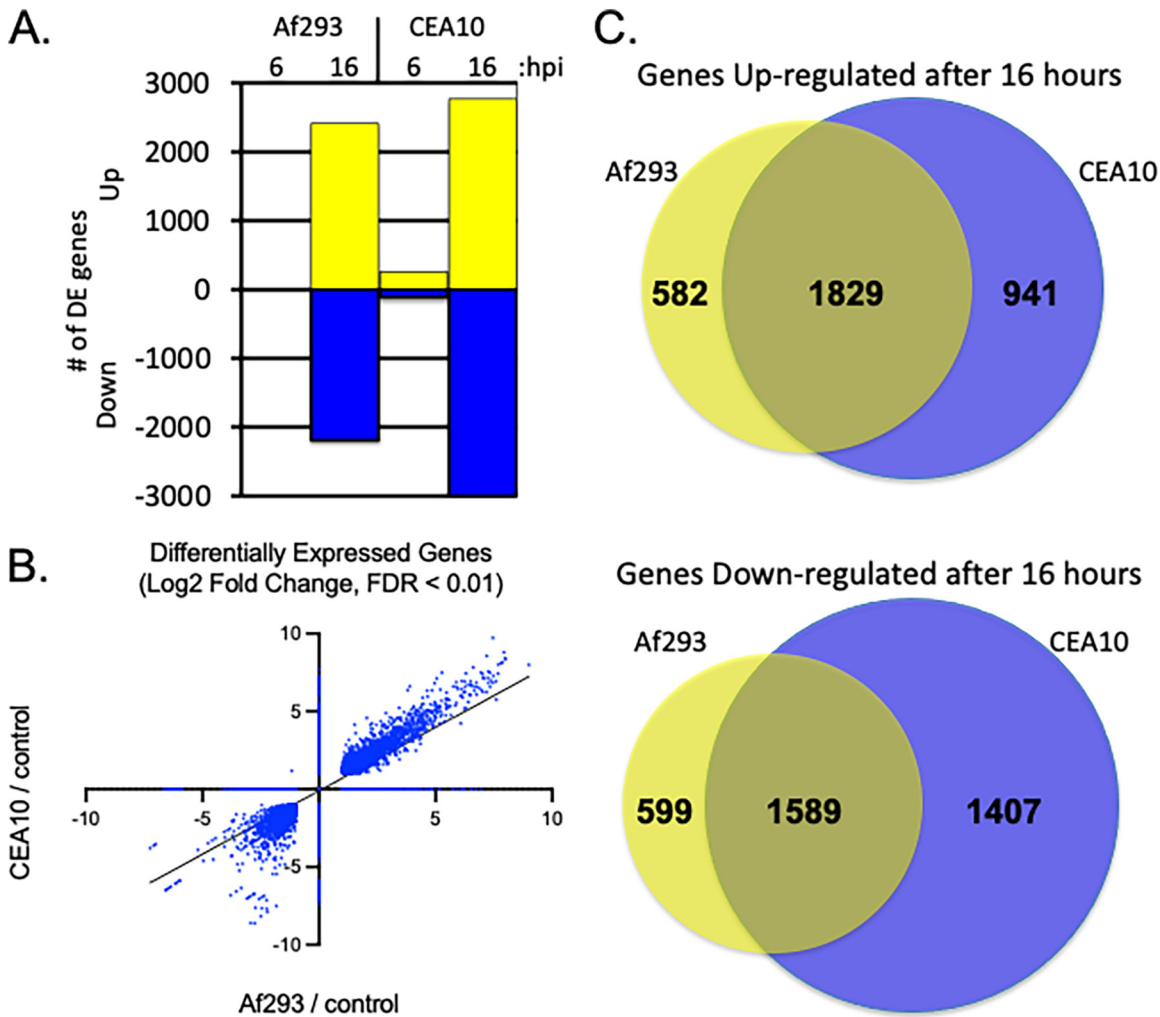 A.
Af293 CEA10
6 16 6 16 :hpi
3000
2000
1000
0
-1000
-2000
-3000
# of DE genes
Down Up
B.
Differentially Expressed Genes
(Log2 Fold Change, FDR < 0.01)
10
5
-10 -5 5 10
-5
-10
CEA10 / control
Af293 / control
C.
Genes Up-regulated after 16 hours
Af293 CEA10
582 1829 941
Genes Down-regulated after 16 hours
Af293 CEA10
599 1589 1407